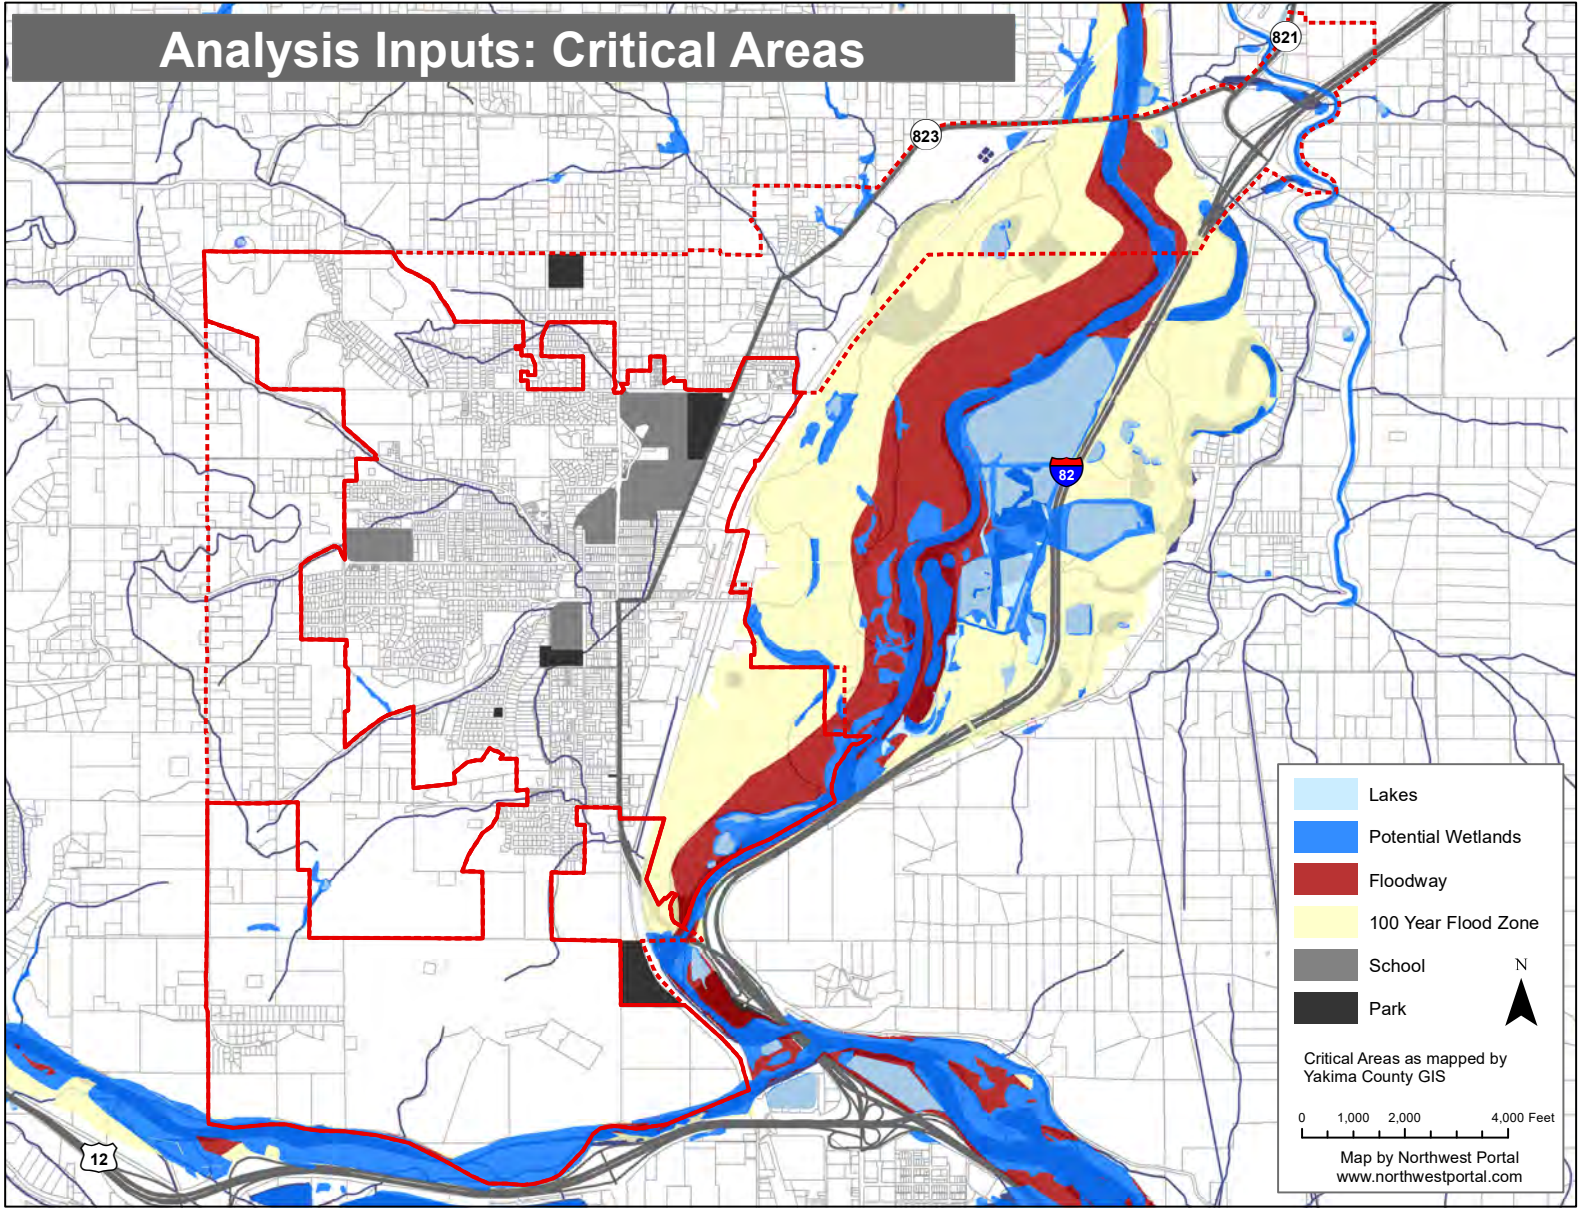 Analysis Inputs: Critical Areas
821
823
82
12
Lakes
Potential Wetlands
Floodway
100 Year Flood Zone
School
Park
N
Critical Areas as mapped by
Yakima County GIS
0 1,000 2,000 4,000 Feet
Map by Northwest Portal
www.northwestportal.com